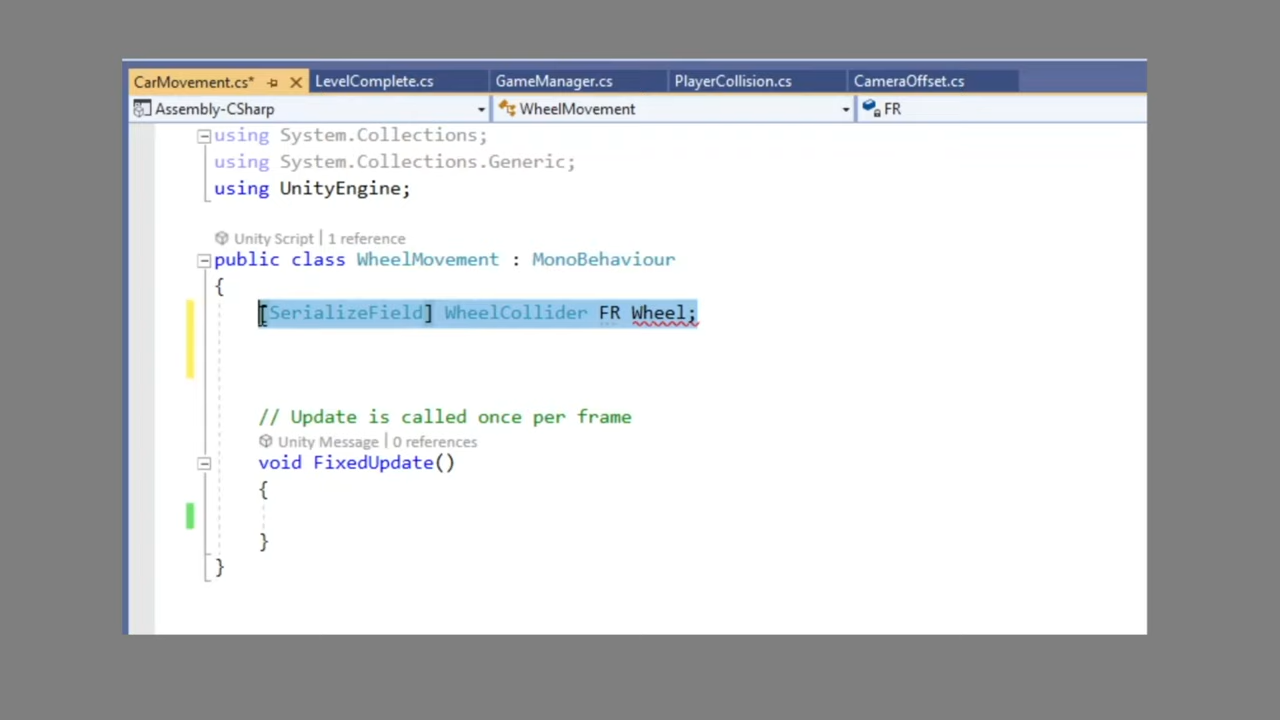 CarMovement.cs* LevelComplete.cs GameManager.cs PlayerCollision.cs CameraOffset.cs
Assembly-CSharp WheelMovement FR
using System.Collections;
using System.Collections.Generic;
using UnityEngine;
Unity Script | 1 reference
public class WheelMovement : MonoBehaviour
{
[SerializeField] WheelCollider FR Wheel;
// Update is called once per frame
Unity Message | 0 references
void FixedUpdate()
{
}
}